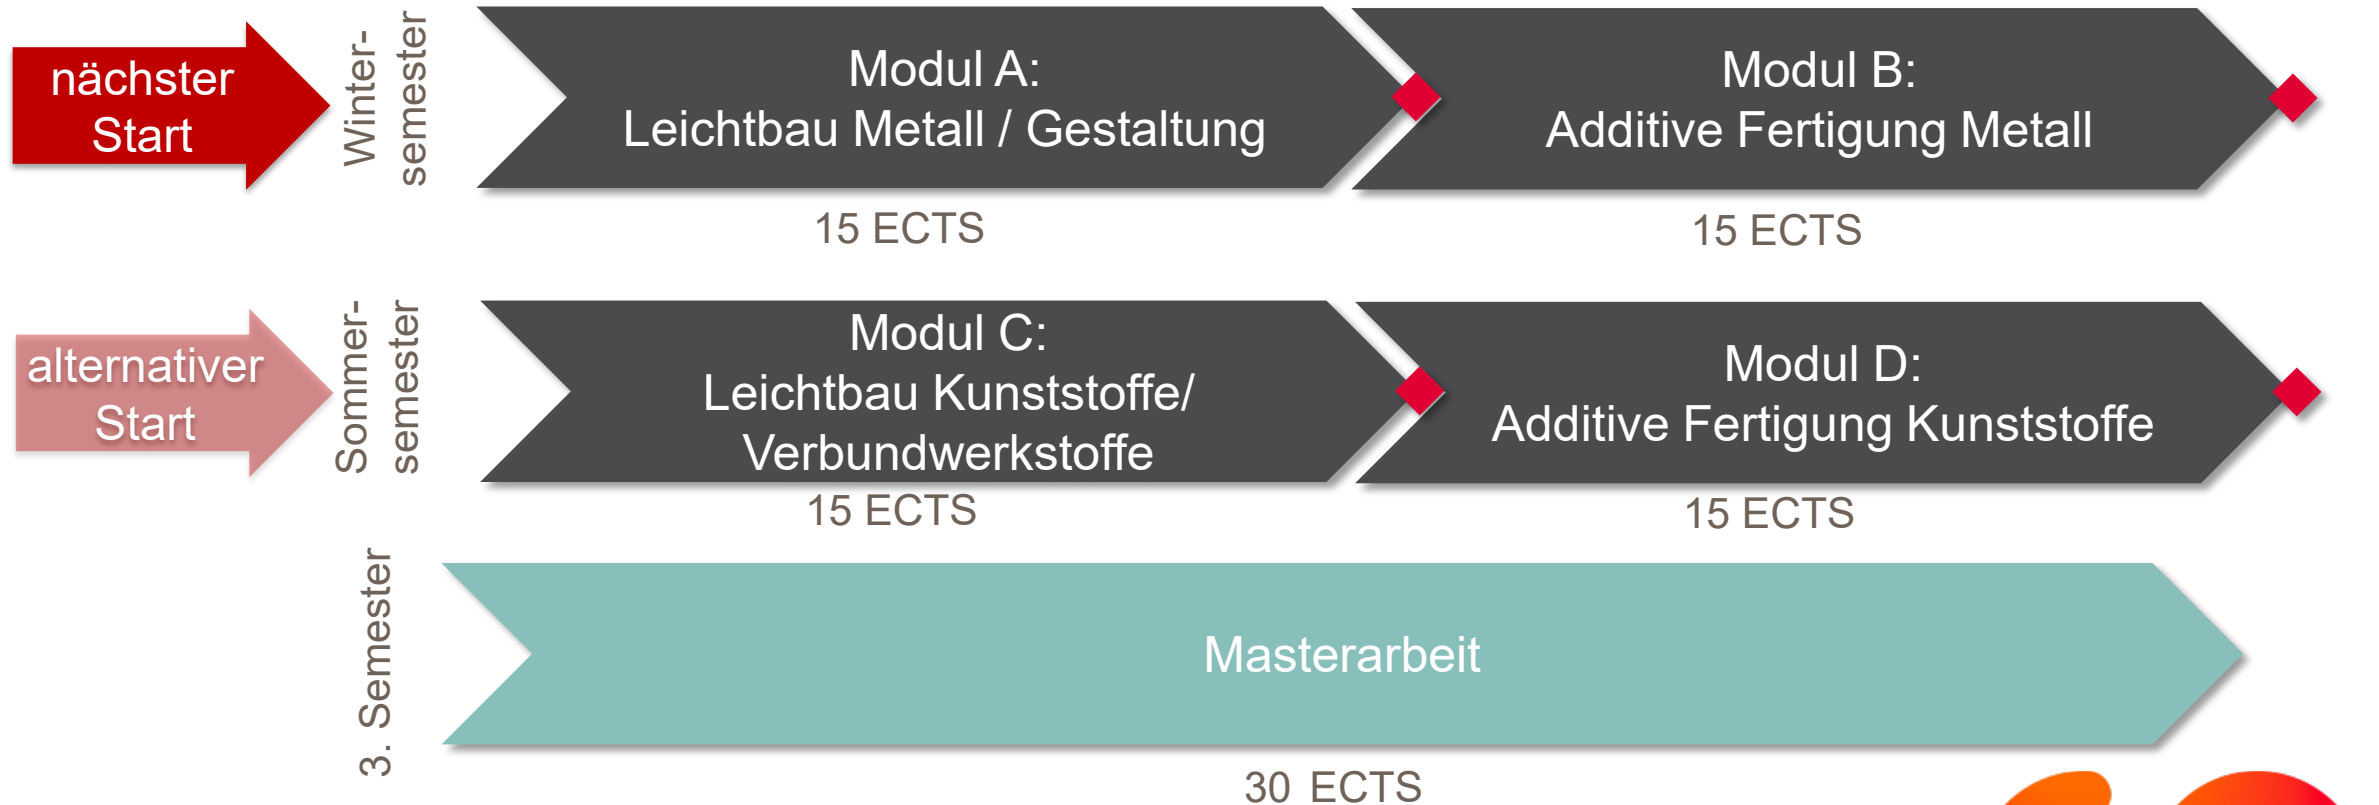 nächster
Start
Winter-
semester
Modul A:
Leichtbau Metall / Gestaltung
15 ECTS
Modul B:
Additive Fertigung Metall
15 ECTS
alternativer
Start
Sommer-
semester
Modul C:
Leichtbau Kunststoffe/
Verbundwerkstoffe
15 ECTS
Modul D:
Additive Fertigung Kunststoffe
15 ECTS
3. Semester
Masterarbeit
30 ECTS